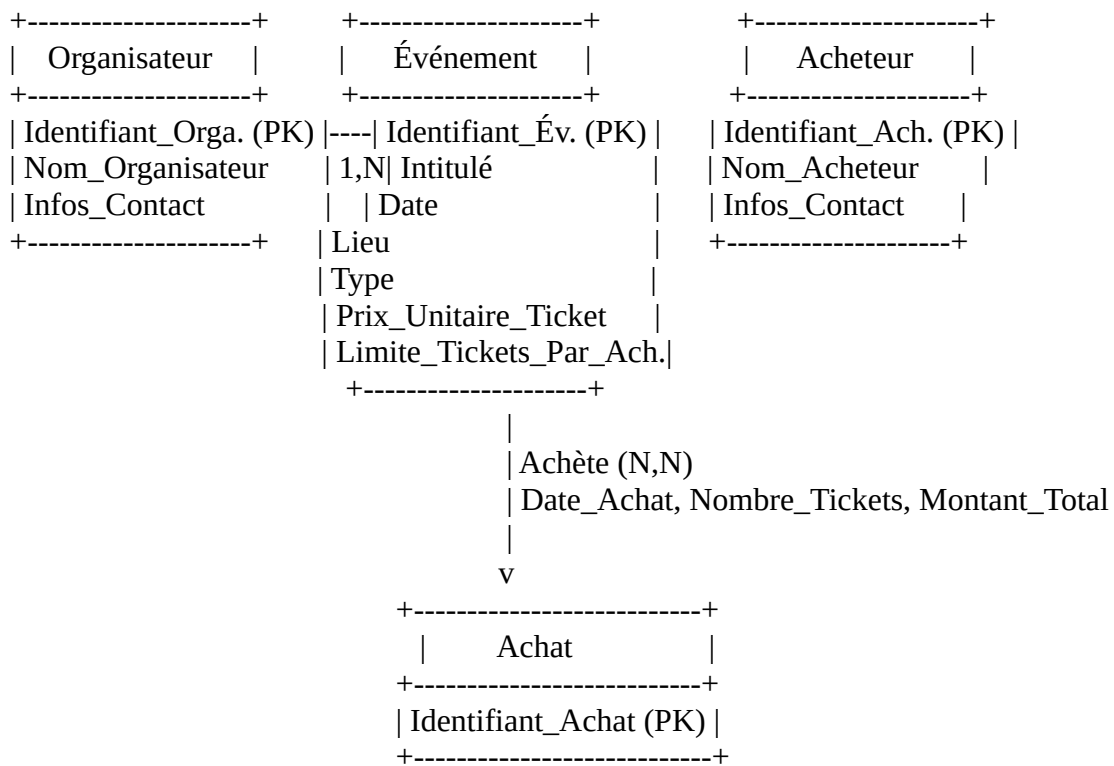 +---------------------+ +---------------------+ +---------------------+
| Organisateur | | Événement | | Acheteur |
+---------------------+ +---------------------+ +---------------------+
| Identifiant_Orga. (PK) |----| Identifiant_Év. (PK) | | Identifiant_Ach. (PK) |
| Nom_Organisateur | 1,N| Intitulé | | Nom_Acheteur |
| Infos_Contact | | Date | | Infos_Contact |
+---------------------+ | Lieu | +---------------------+
| Type |
| Prix_Unitaire_Ticket |
| Limite_Tickets_Par_Ach.|
+---------------------+
|
| Achète (N,N)
| Date_Achat, Nombre_Tickets, Montant_Total
|
v
+---------------------------+
| Achat |
+---------------------------+
| Identifiant_Achat (PK) |
+----------------------------+